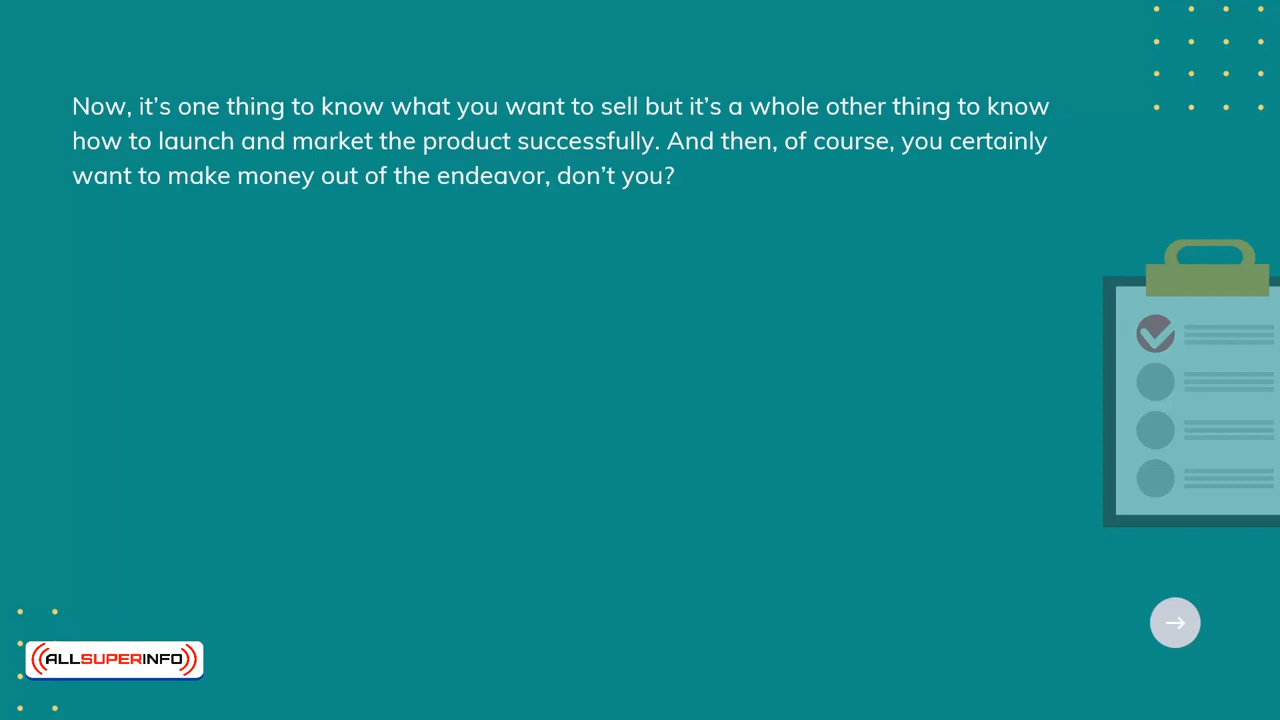 Now, it’s one thing to know what you want to sell but it’s a whole other thing to know
how to launch and market the product successfully. And then, of course, you certainly
want to make money out of the endeavor, don’t you?
ALLSUPERINFO